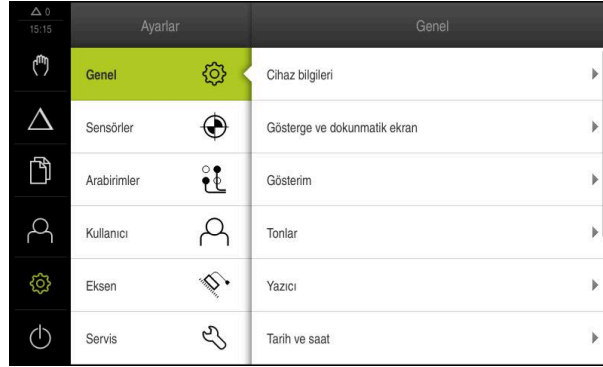 △ 0
15:15
Ayarlar
Genel
Genel
Cihaz bilgileri
Sensörler
Gösterge ve dokunmatik ekran
Arabirimler
Gösterim
Kullanıcı
Tonlar
Eksen
Yazıcı
Servis
Tarih ve saat